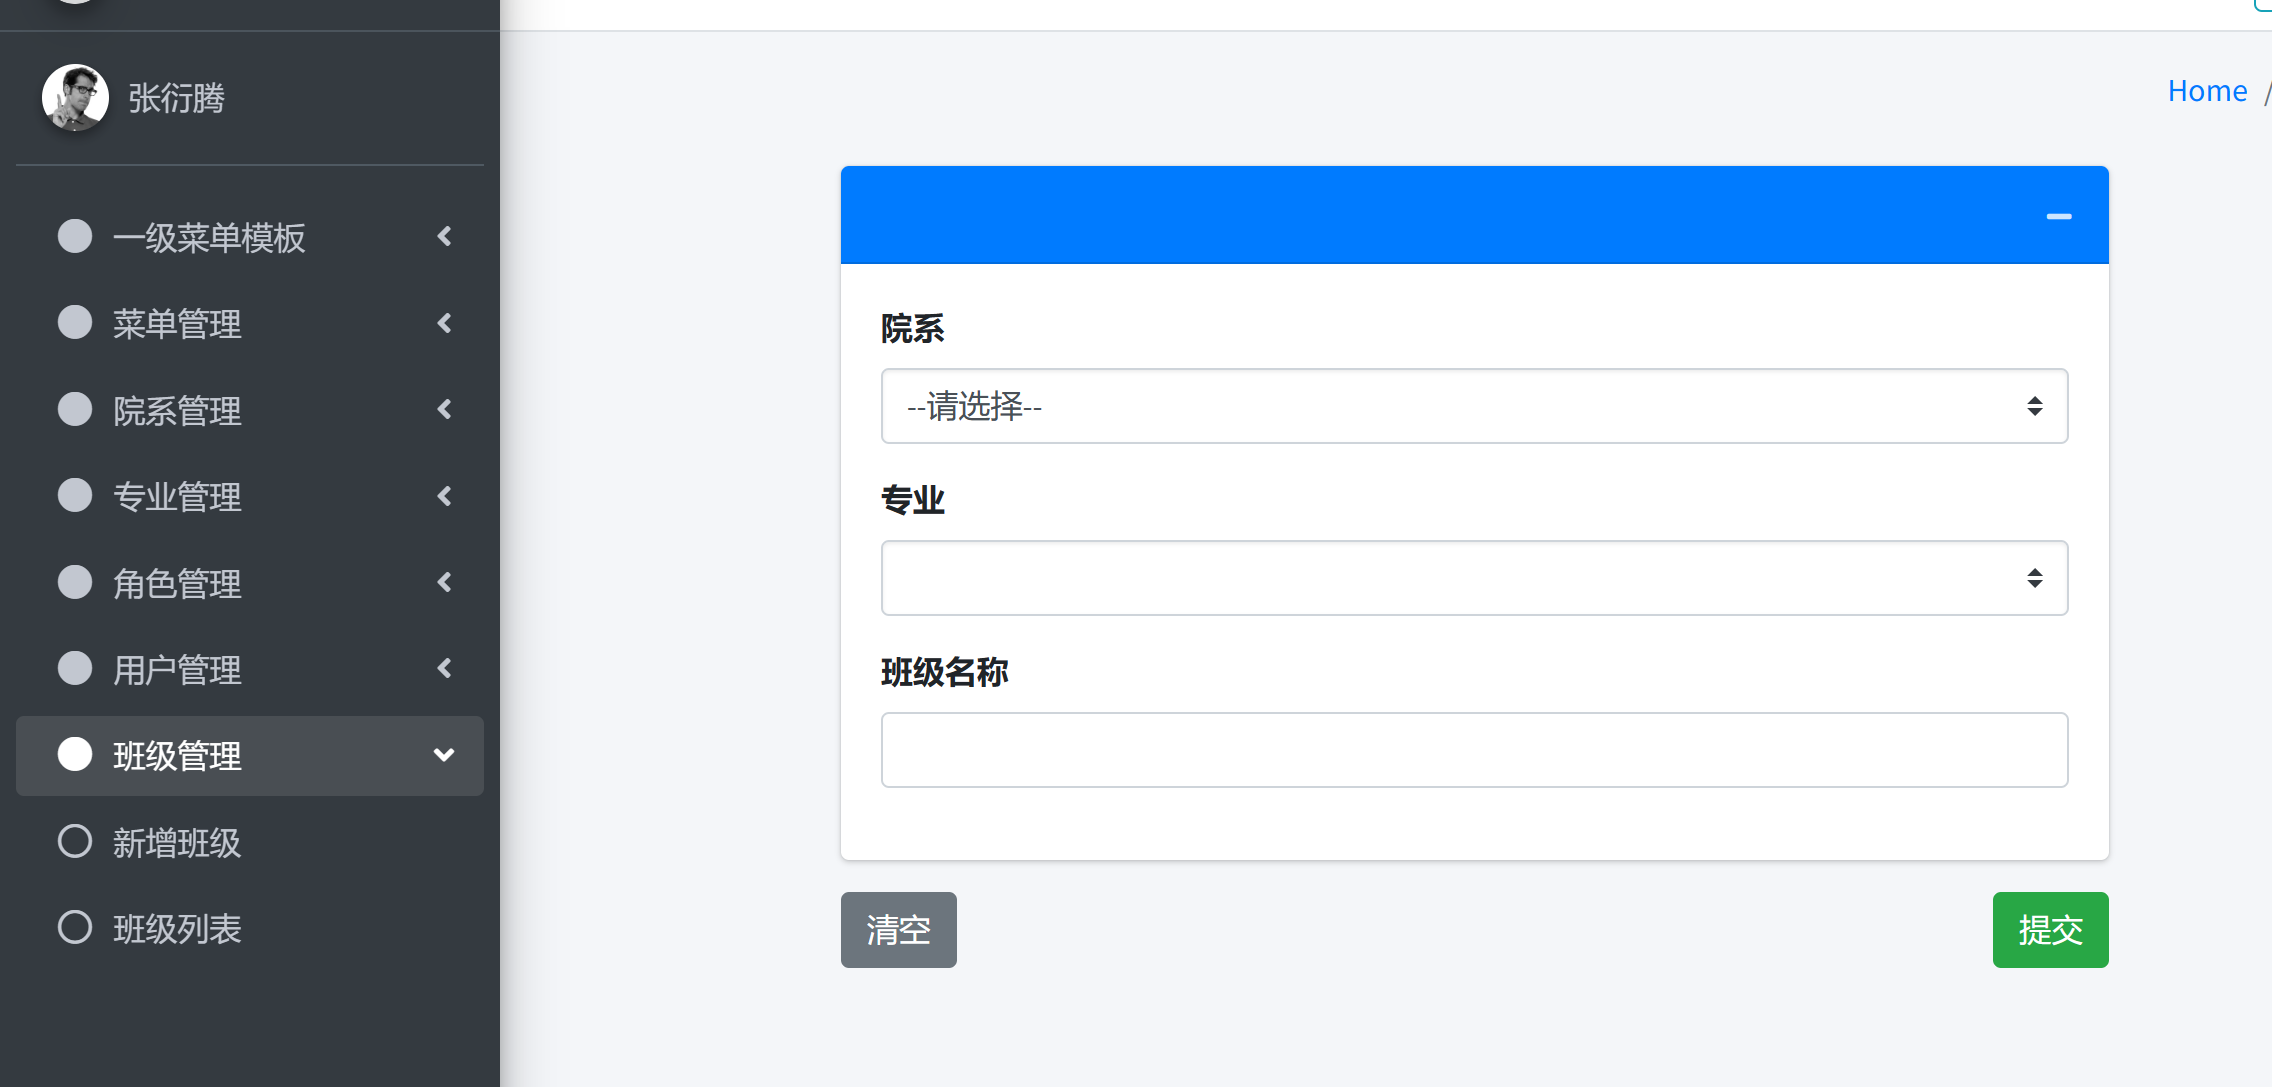 张衍腾
一级菜单模板
菜单管理
院系管理
专业管理
角色管理
用户管理
班级管理
新增班级
班级列表
Home /
院系
--请选择--
专业
班级名称
清空
提交